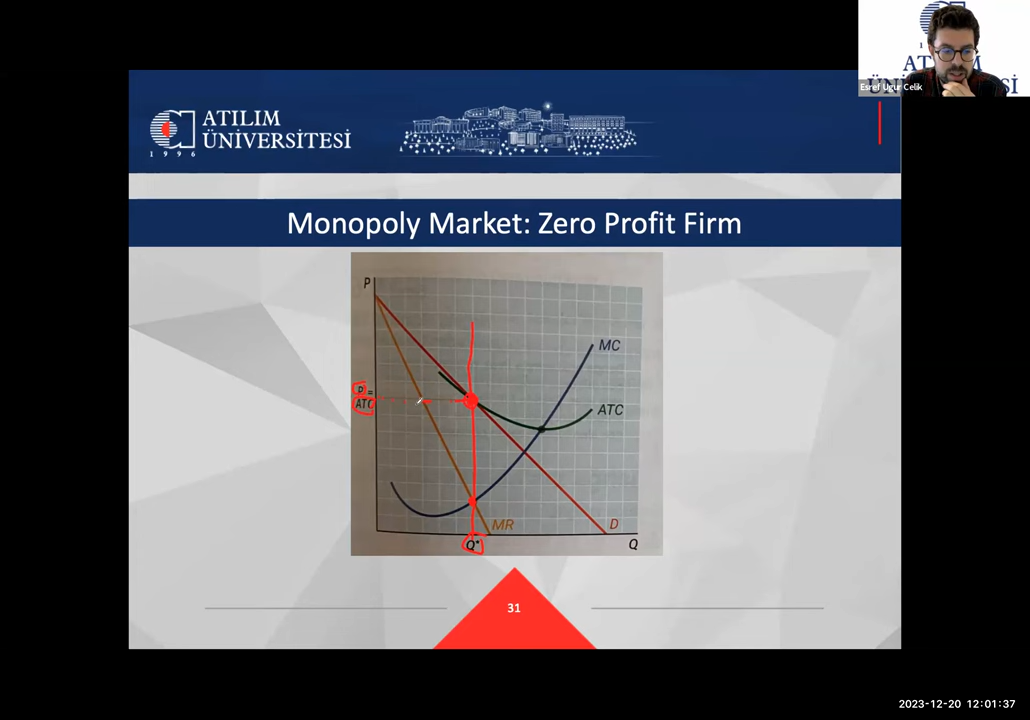 ATILIM
ÜNİVERSİTESİ
1 9 9 6
Esref Ugur Celik
Monopoly Market: Zero Profit Firm
P
MC
P =
ATC
ATC
MR
D
Q*
Q
31
2023-12-20 12:01:37